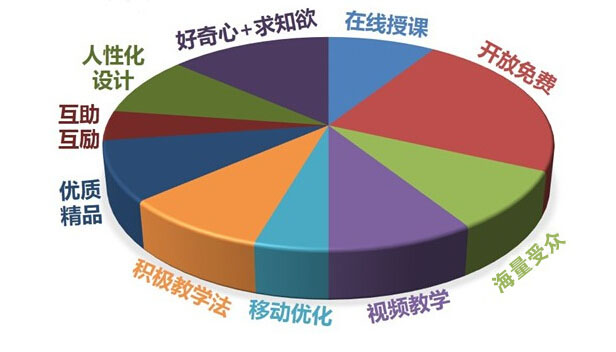 好奇心+求知欲
在线授课
开放免费
人性化
设计
互助
互励
优质
精品
积极教学法
移动优化
视频教学
海量受众